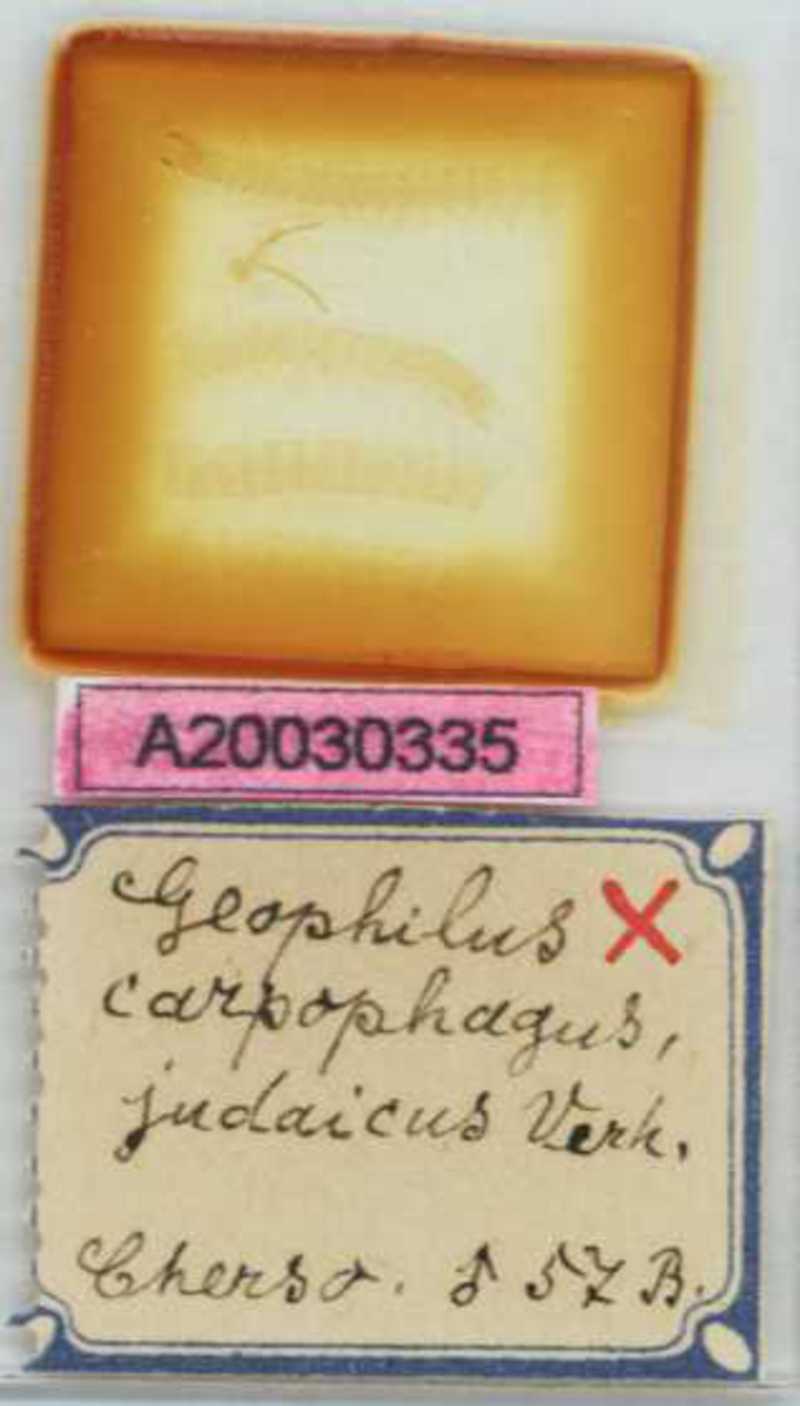 A20030335
Geophilus X
carpophagus,
judaicus Verh.
Cherso. ♂ 57 B.